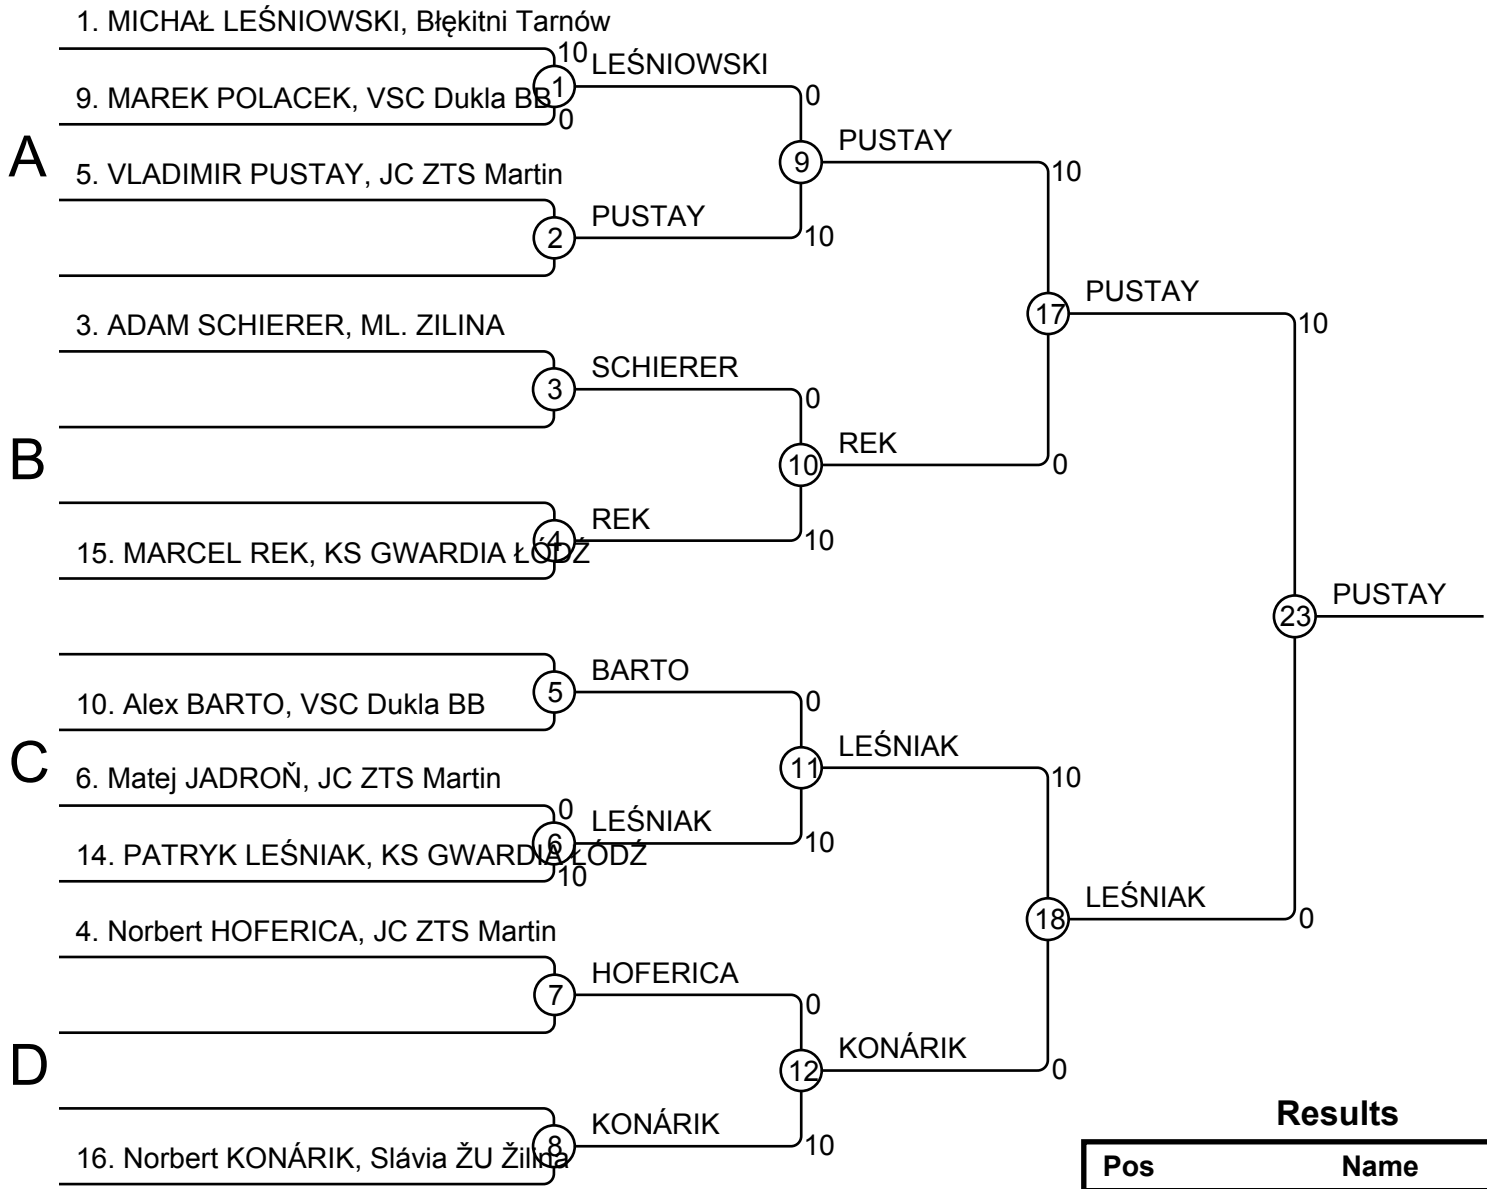 1. MICHAŁ LEŚNIOWSKI, Błękitni Tarnów
10
LEŚNIOWSKI
1
9. MAREK POLACEK, VSC Dukla BB
0
0
PUSTAY
A
9
10
5. VLADIMIR PUSTAY, JC ZTS Martin
PUSTAY
2
10
PUSTAY
3. ADAM SCHIERER, ML. ZILINA
17
10
SCHIERER
3
0
REK
B
10
0
REK
4
10
15. MARCEL REK, KS GWARDIA ŁÓDŹ
PUSTAY
23
BARTO
5
10. Alex BARTO, VSC Dukla BB
0
LEŚNIAK
C
11
10
6. Matej JADROŇ, JC ZTS Martin
0
LEŚNIAK
6
10
14. PATRYK LEŚNIAK, KS GWARDIA ŁÓDŹ
10
LEŚNIAK
18
0
4. Norbert HOFERICA, JC ZTS Martin
HOFERICA
7
0
KONÁRIK
D
12
0
KONÁRIK
8
10
16. Norbert KONÁRIK, Slávia ŽU Žilina
Results
Pos Name